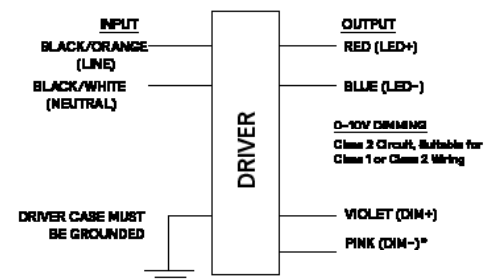 INPUT
BLACK/ORANGE
(LINE)
BLACK/WHITE
(NEUTRAL)
DRIVER CASE MUST
BE GROUNDED
DRIVER
OUTPUT
RED (LED+)
BLUE (LED-)
0-10V DIMMING
Class 2 Circuit, Suitable for
Class 1 or Class 2 Wiring
VIOLET (DIM+)
PINK (DIM-)*